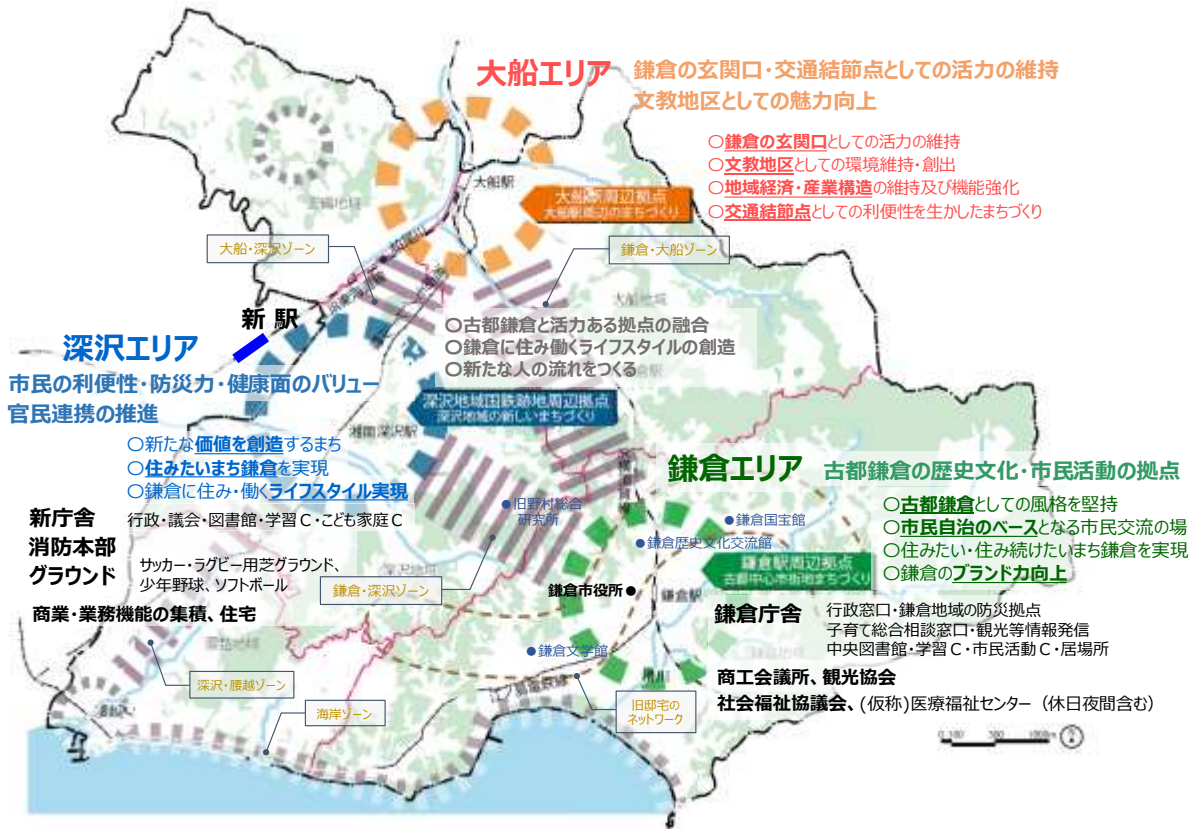 大船エリア
鎌倉の玄関口・交通結節点としての活力の維持
文教地区としての魅力向上
○鎌倉の玄関口としての活力の維持
○文教地区としての環境維持・創出
○地域経済・産業構造の維持及び機能強化
○交通結節点としての利便性を生かしたまちづくり
大船駅
大船駅周辺拠点
大船駅周辺のまちづくり
玉縄地域
大船・深沢ゾーン
鎌倉・大船ゾーン
大船地域
新 駅
○古都鎌倉と活力ある拠点の融合
○鎌倉に住み働くライフスタイルの創造
○新たな人の流れをつくる
深沢エリア
市民の利便性・防災力・健康面のバリュー
官民連携の推進
深沢地域国鉄跡地周辺拠点
深沢地域の新しいまちづくり
湘南深沢駅
○新たな価値を創造するまち
○住みたいまち鎌倉を実現
○鎌倉に住み・働くライフスタイル実現
鎌倉エリア
古都鎌倉の歴史文化・市民活動の拠点
○古都鎌倉としての風格を堅持
○市民自治のベースとなる市民交流の場
○住みたい・住み続けたいまち鎌倉を実現
○鎌倉のブランド力向上
新庁舎
行政・議会・図書館・学習C・こども家庭C
消防本部
グラウンド
サッカー・ラグビー用芝グラウンド、
少年野球、ソフトボール
商業・業務機能の集積、住宅
●旧野村総合
研究所
●鎌倉国宝館
●鎌倉歴史文化交流館
鎌倉駅周辺拠点
古都中心市街地まちづくり
深沢地域
鎌倉・深沢ゾーン
鎌倉市役所●
鎌倉駅
鎌倉庁舎
行政窓口・鎌倉地域の防災拠点
子育て総合相談窓口・観光等情報発信
中央図書館・学習C・市民活動C・居場所
商工会議所、観光協会
社会福祉協議会、(仮称)医療福祉センター（休日夜間含む）
●鎌倉文学館
深沢・腰越ゾーン
海岸ゾーン
江ノ島電鉄線
旧邸宅の
ネットワーク
滑川